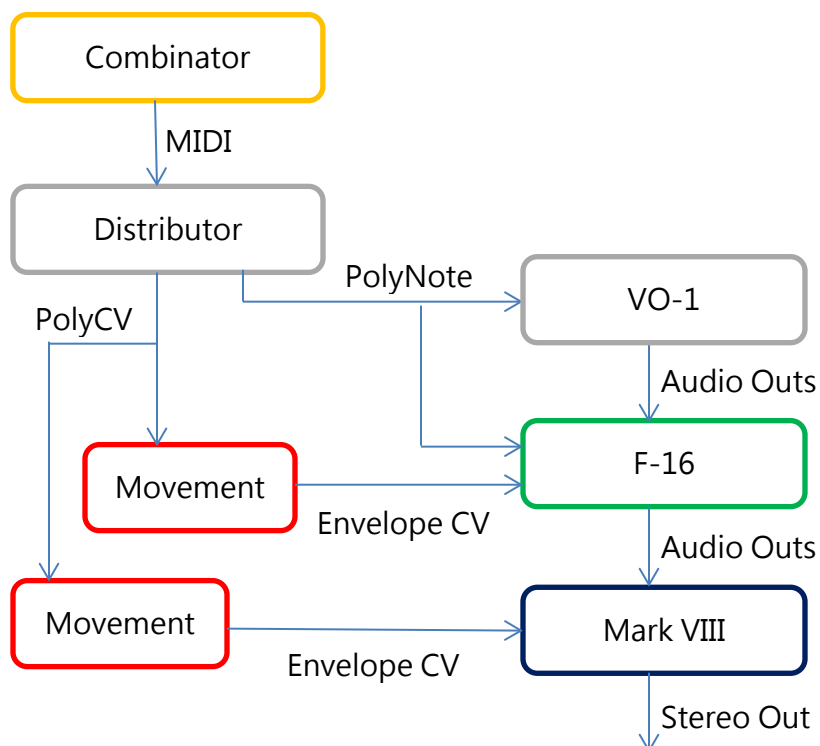 Combinator
MIDI
Distributor
PolyNote
VO-1
PolyCV
Audio Outs
F-16
Movement
Envelope CV
Audio Outs
Movement
Mark VIII
Envelope CV
Stereo Out